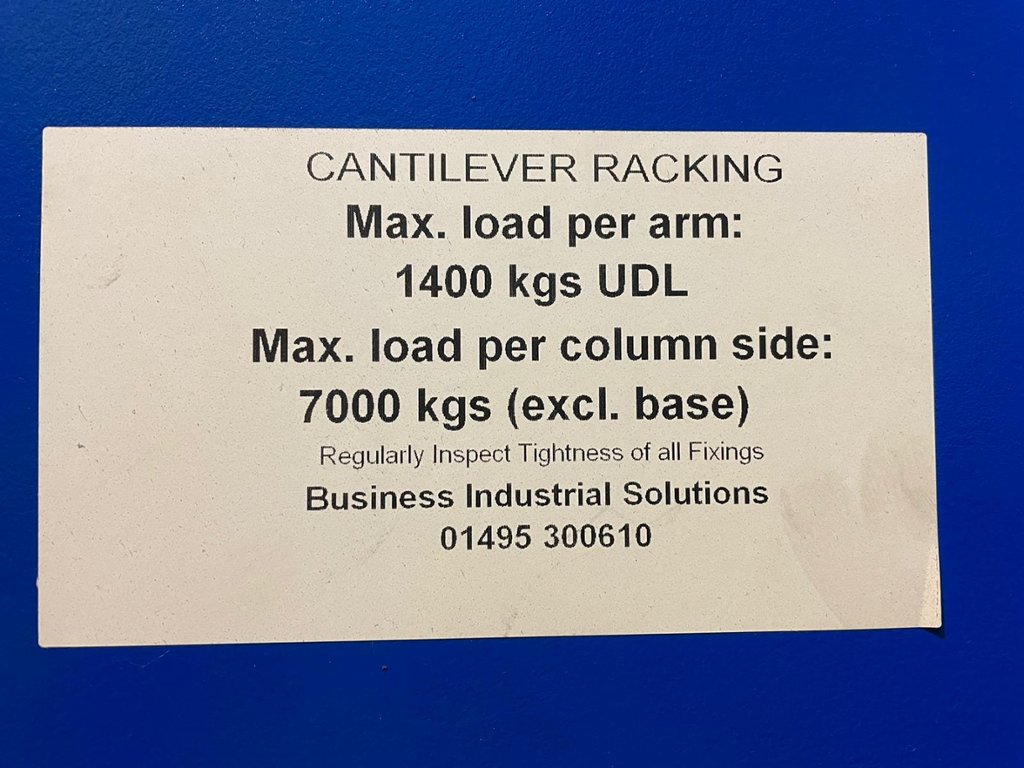 CANTILEVER RACKING
Max. load per arm:
1400 kgs UDL
Max. load per column side:
7000 kgs (excl. base)
Regularly Inspect Tightness of all Fixings
Business Industrial Solutions
01495 300610